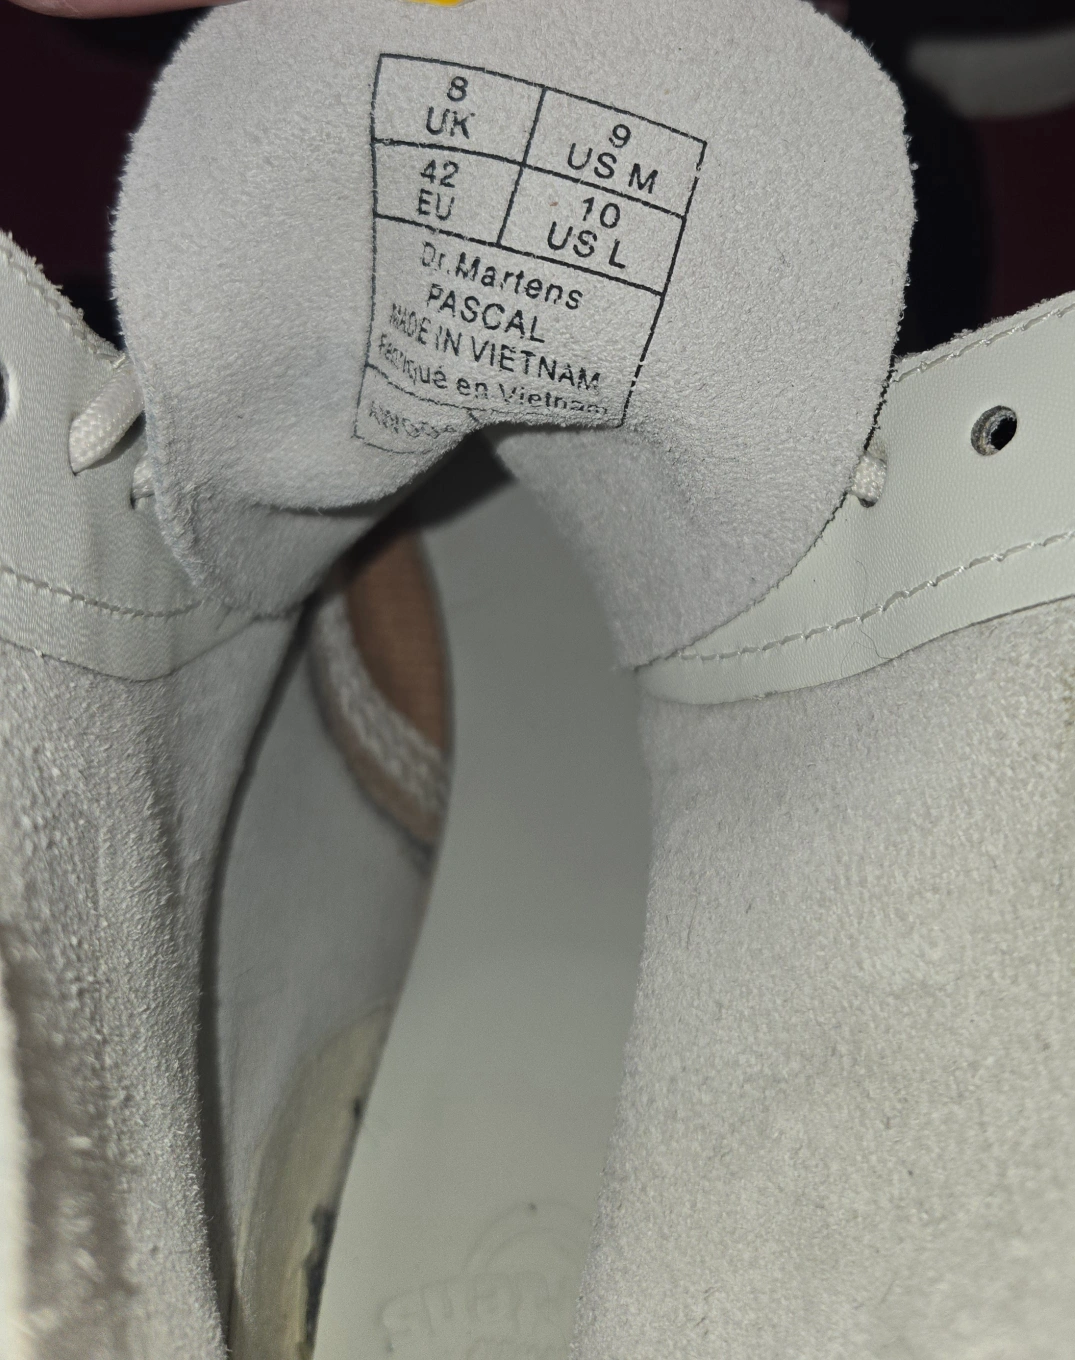 8 UK
9 US M
42 EU
10 US L
Dr.Martens
PASCAL
MADE IN VIETNAM
Fabriqué en Vietnam